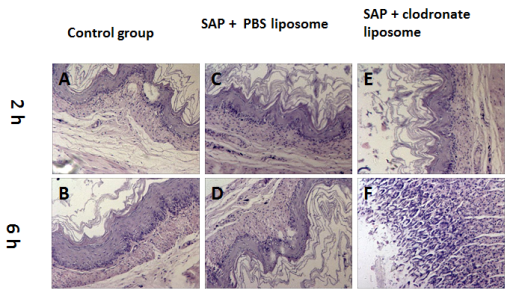 Control group
SAP + PBS liposome
SAP + clodronate
liposome
2 h
A
C
E
6 h
B
D
F